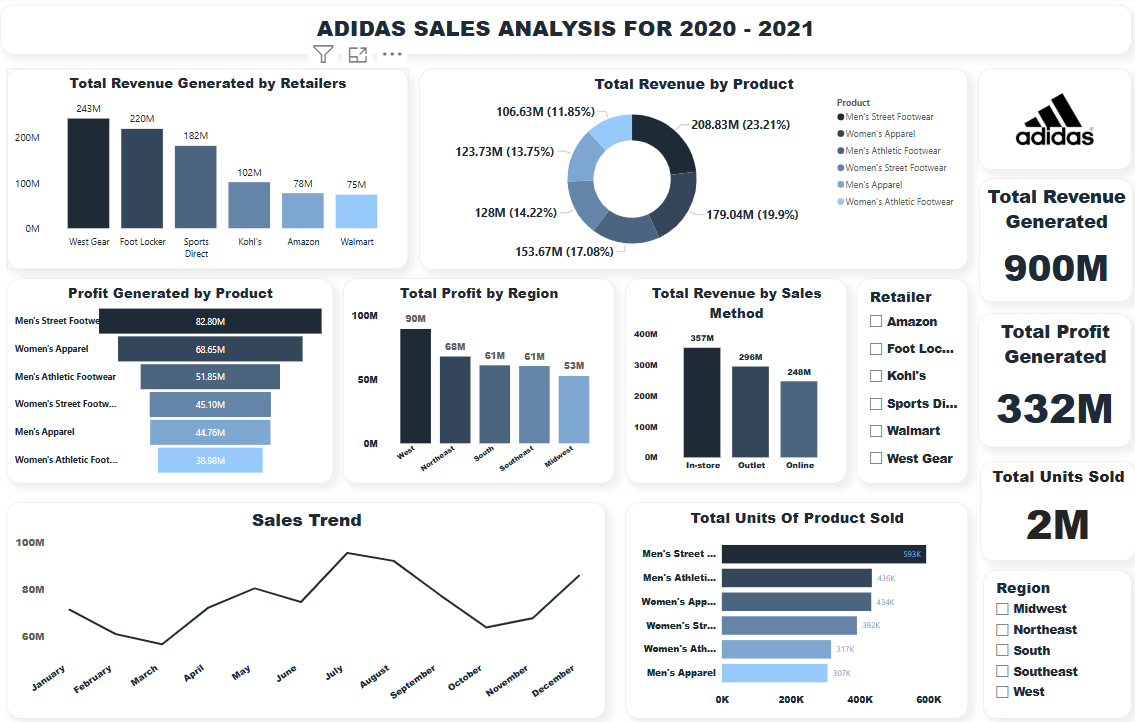 ADIDAS SALES ANALYSIS FOR 2020 - 2021
Total Revenue Generated by Retailers
200M
100M
0M
243M
220M
182M
102M
78M
75M
West Gear
Foot Locker
Sports
Direct
Kohl's
Amazon
Walmart
Total Revenue by Product
106.63M (11.85%)
208.83M (23.21%)
123.73M (13.75%)
128M (14.22%)
179.04M (19.9%)
153.67M (17.08%)
Product
Men's Street Footwear
Women's Apparel
Men's Athletic Footwear
Women's Street Footwear
Men's Apparel
Women's Athletic Footwear
adidas
Total Revenue
Generated
900M
Profit Generated by Product
Men's Street Footwe
82.80M
Women's Apparel
68.65M
Men's Athletic Footwear
51.85M
Women's Street Footw...
45.10M
Men's Apparel
44.76M
Women's Athletic Foot...
38.98M
Total Profit by Region
100M
50M
0M
90M
68M
61M
61M
53M
West
Northeast
South
Southeast
Midwest
Total Revenue by Sales
Method
400M
300M
200M
100M
0M
357M
296M
248M
In-store
Outlet
Online
Retailer
Amazon
Foot Loc...
Kohl's
Sports Di...
Walmart
West Gear
Total Profit
Generated
332M
Total Units Sold
2M
Sales Trend
100M
80M
60M
January
February
March
April
May
June
July
August
September
October
November
December
Total Units Of Product Sold
Men's Street ...
593K
Men's Athleti...
436K
Women's App...
434K
Women's Str...
392K
Women's Ath...
317K
Men's Apparel
307K
0K
200K
400K
600K
Region
Midwest
Northeast
South
Southeast
West